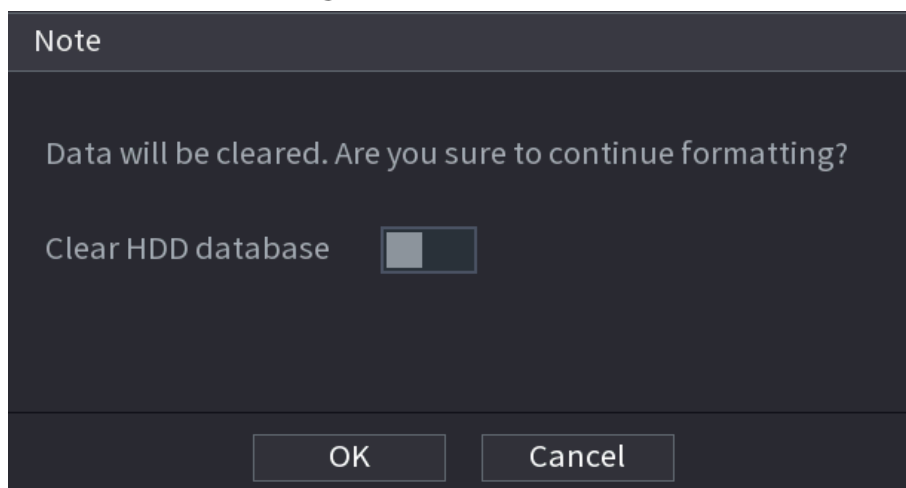 Note
Data will be cleared. Are you sure to continue formatting?
Clear HDD database
OK
Cancel